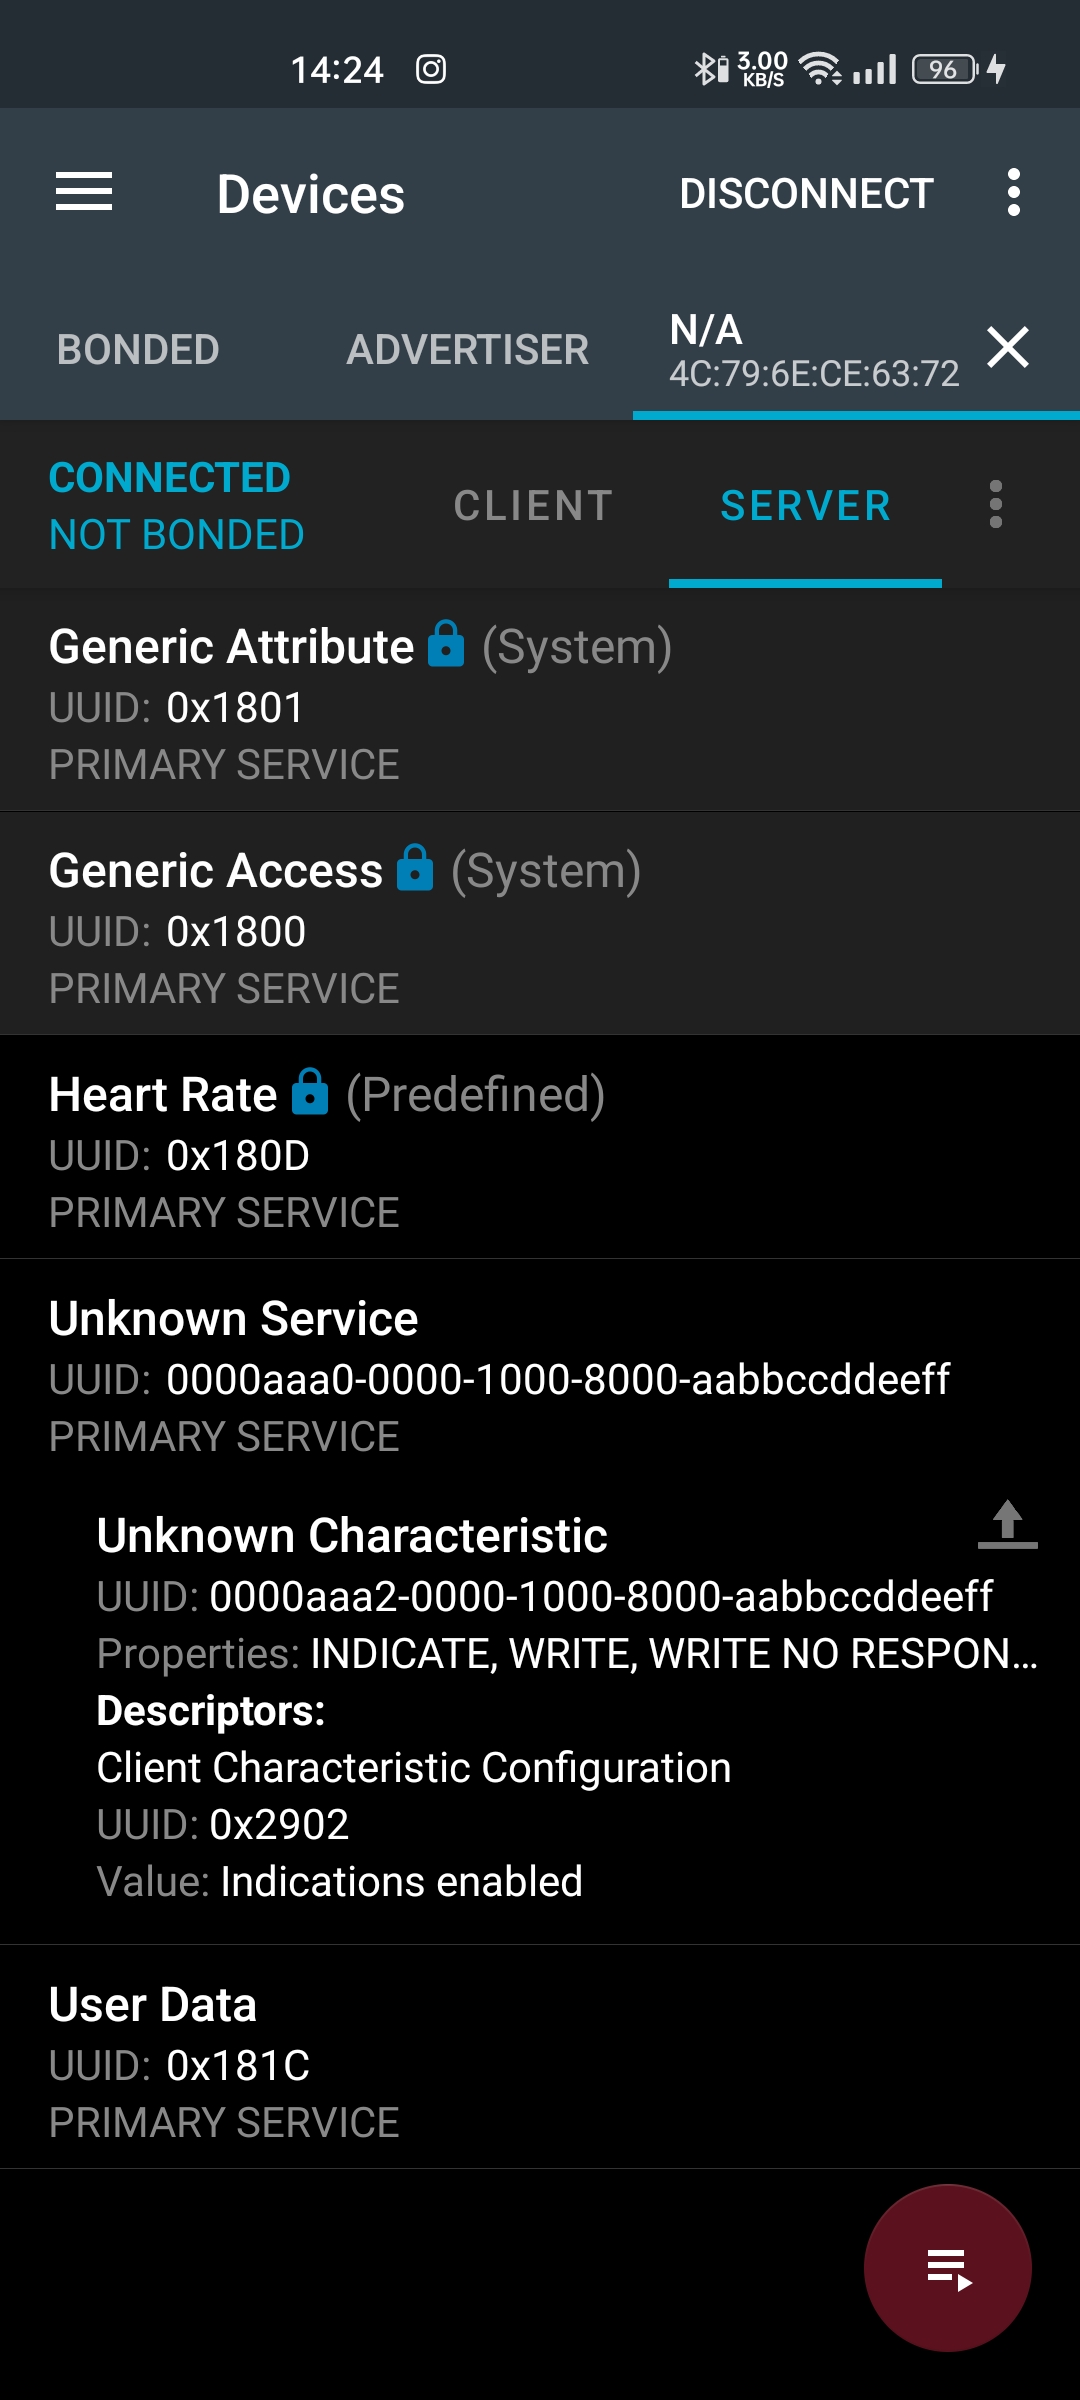 14:24 3.00 KB/S 96
Devices DISCONNECT
BONDED ADVERTISER N/A
4C:79:6E:CE:63:72
CONNECTED
NOT BONDED
CLIENT SERVER
Generic Attribute (System)
UUID: 0x1801
PRIMARY SERVICE
Generic Access (System)
UUID: 0x1800
PRIMARY SERVICE
Heart Rate (Predefined)
UUID: 0x180D
PRIMARY SERVICE
Unknown Service
UUID: 0000aaa0-0000-1000-8000-aabbccddeeff
PRIMARY SERVICE
Unknown Characteristic
UUID: 0000aaa2-0000-1000-8000-aabbccddeeff
Properties: INDICATE, WRITE, WRITE NO RESPON...
Descriptors:
Client Characteristic Configuration
UUID: 0x2902
Value: Indications enabled
User Data
UUID: 0x181C
PRIMARY SERVICE